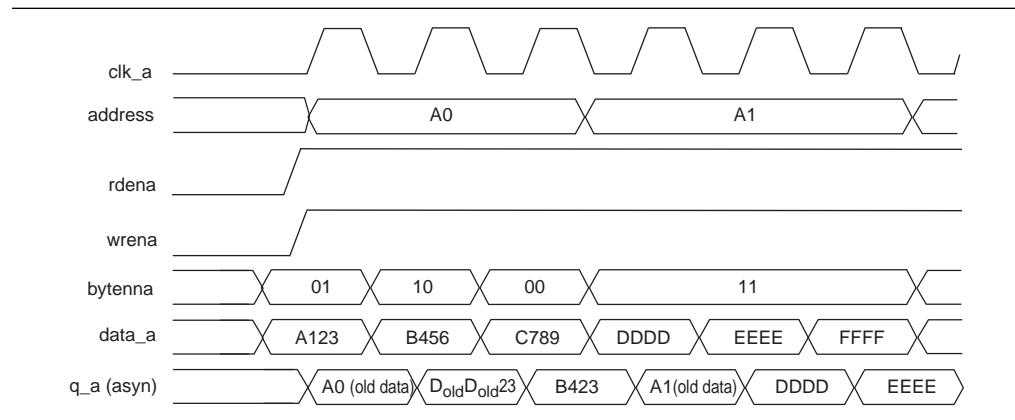 clk_a
address A0 A1
rdena
wrena
bytenna 01 10 00 11
data_a A123 B456 C789 DDDD EEEE FFFF
q_a (asyn) A0 (old data) DoldDold23 B423 A1(old data) DDDD EEEE